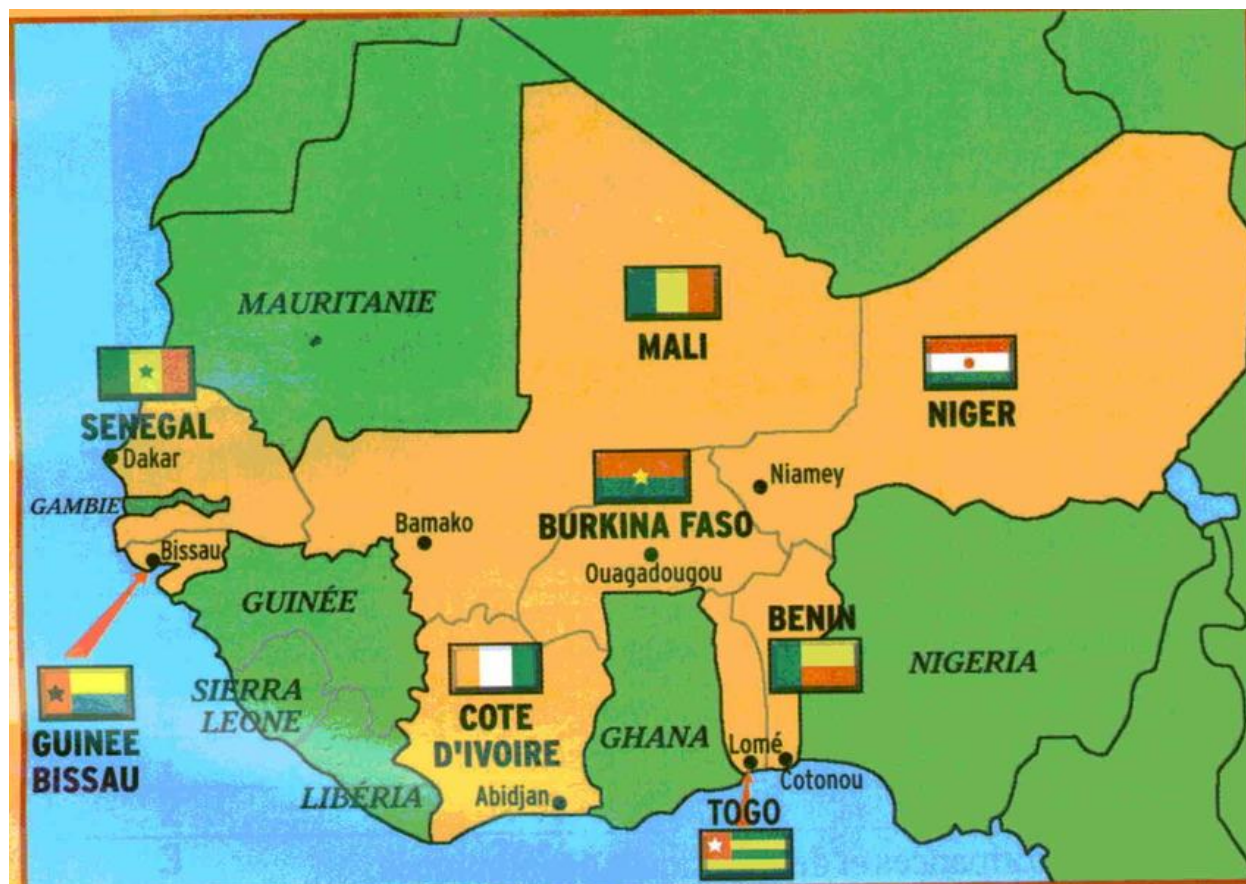 MAURITANIE
MALI
NIGER
SENEGAL
Dakar
GAMBIE
Bamako
BURKINA FASO
Niamey
Bissau
Ouagadougou
GUINÉE
BENIN
NIGERIA
SIERRA
LEONE
COTE
D'IVOIRE
GHANA
GUINEE
BISSAU
Lomé
Cotonou
LIBÉRIA
Abidjan
TOGO